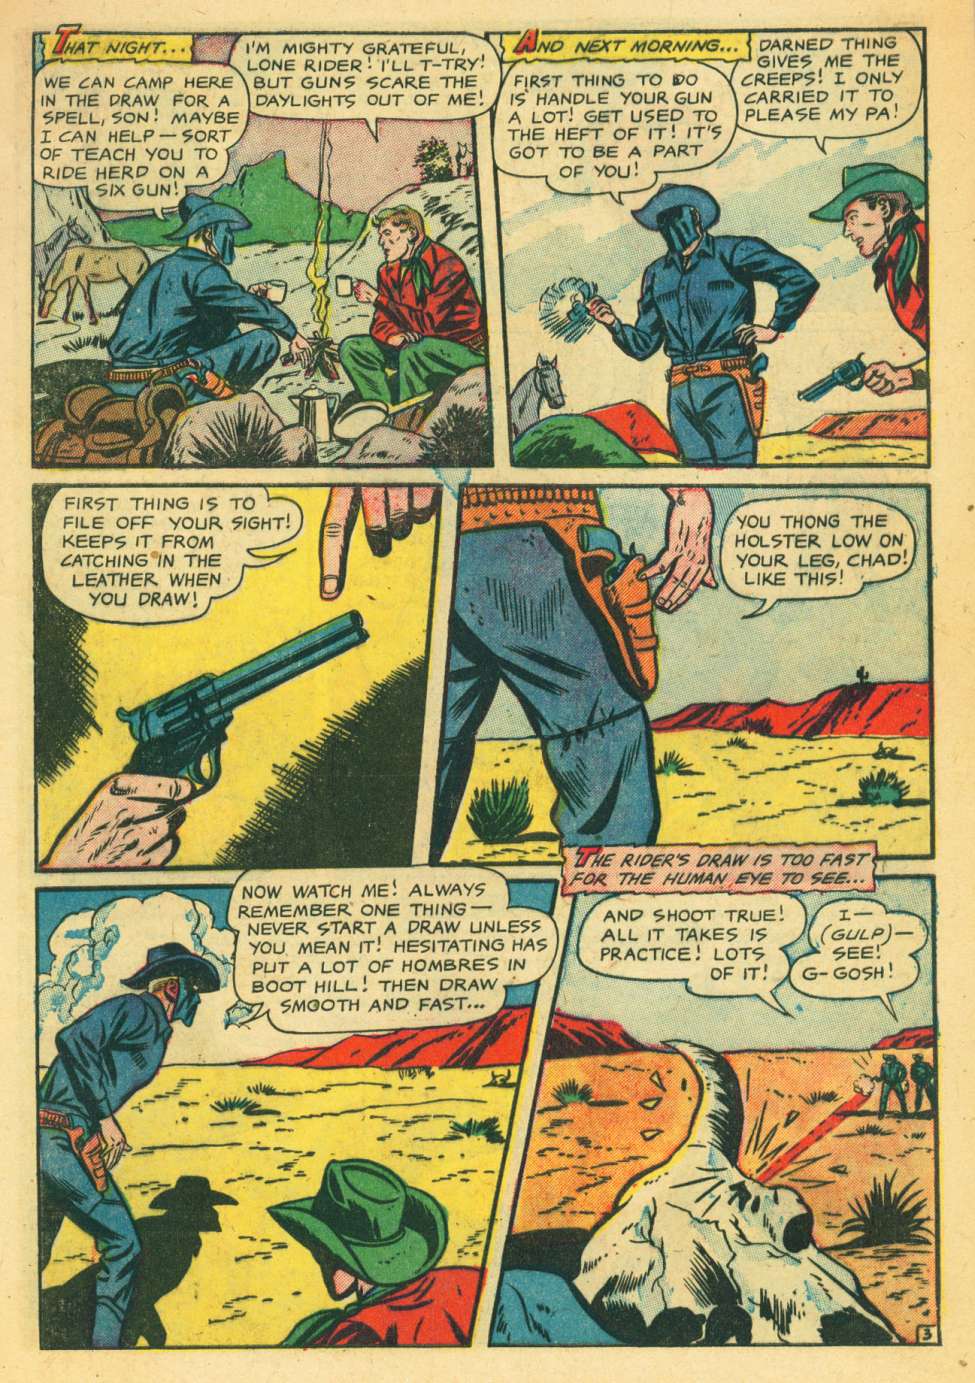 THAT NIGHT...
WE CAN CAMP HERE
IN THE DRAW FOR A
SPELL, SON! MAYBE
I CAN HELP — SORT
OF TEACH YOU TO
RIDE HERD ON A
SIX GUN!
I'M MIGHTY GRATEFUL,
LONE RIDER! I'LL T-TRY!
BUT GUNS SCARE THE
DAYLIGHTS OUT OF ME!
AND NEXT MORNING...
FIRST THING TO DO
IS HANDLE YOUR GUN
A LOT! GET USED TO
THE HEFT OF IT! IT'S
GOT TO BE A PART
OF YOU!
DARNED THING
GIVES ME THE
CREEPS! I ONLY
CARRIED IT TO
PLEASE MY PA!
FIRST THING IS TO
FILE OFF YOUR SIGHT!
KEEPS IT FROM
CATCHING IN THE
LEATHER WHEN
YOU DRAW!
YOU THONG THE
HOLSTER LOW ON
YOUR LEG, CHAD!
LIKE THIS!
NOW WATCH ME! ALWAYS
REMEMBER ONE THING —
NEVER START A DRAW UNLESS
YOU MEAN IT! HESITATING HAS
PUT A LOT OF HOMBRES IN
BOOT HILL! THEN DRAW
SMOOTH AND FAST...
THE RIDER'S DRAW IS TOO FAST
FOR THE HUMAN EYE TO SEE...
AND SHOOT TRUE!
ALL IT TAKES IS
PRACTICE! LOTS
OF IT!
I —
(GULP) —
SEE!
G-GOSH!
3